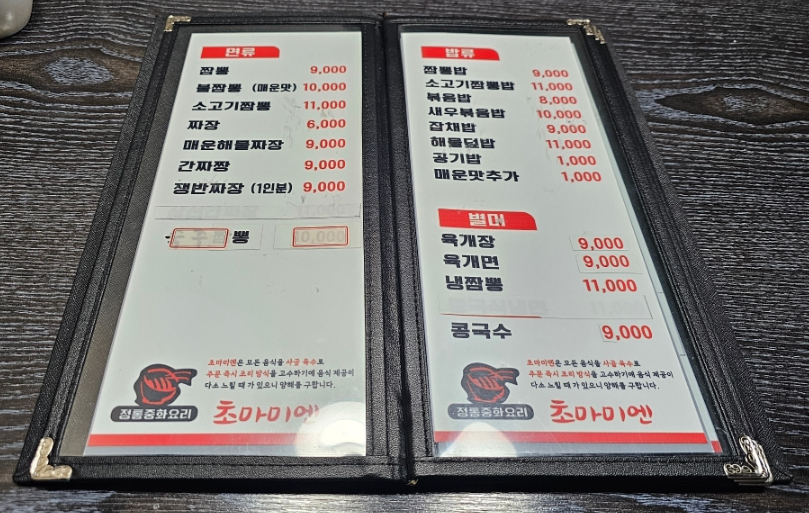 면류
짬뽕 9,000
불짬뽕 (매운맛) 10,000
소고기짬뽕 11,000
짜장 6,000
매운해물짜장 9,000
간짜짱 9,000
쟁반짜장 (1인분) 9,000
뽕 10,000
초마미엔은 모든 음식을 사골 육수로
주문 즉시 조리 방식을 고수하기에 음식 제공이
다소 느릴 때가 있으니 양해를 구합니다.
정통중화요리 초마미엔
밥류
짬뽕밥 9,000
소고기짬뽕밥 11,000
볶음밥 8,000
새우볶음밥 10,000
잡채밥 9,000
해물덮밥 11,000
공기밥 1,000
매운맛추가 1,000
별미
육개장 9,000
육개면 9,000
냉짬뽕 11,000
콩국수 9,000
초마미엔은 모든 음식을 사골 육수로
주문 즉시 조리 방식을 고수하기에 음식 제공이
다소 느릴 때가 있으니 양해를 구합니다.
정통중화요리 초마미엔